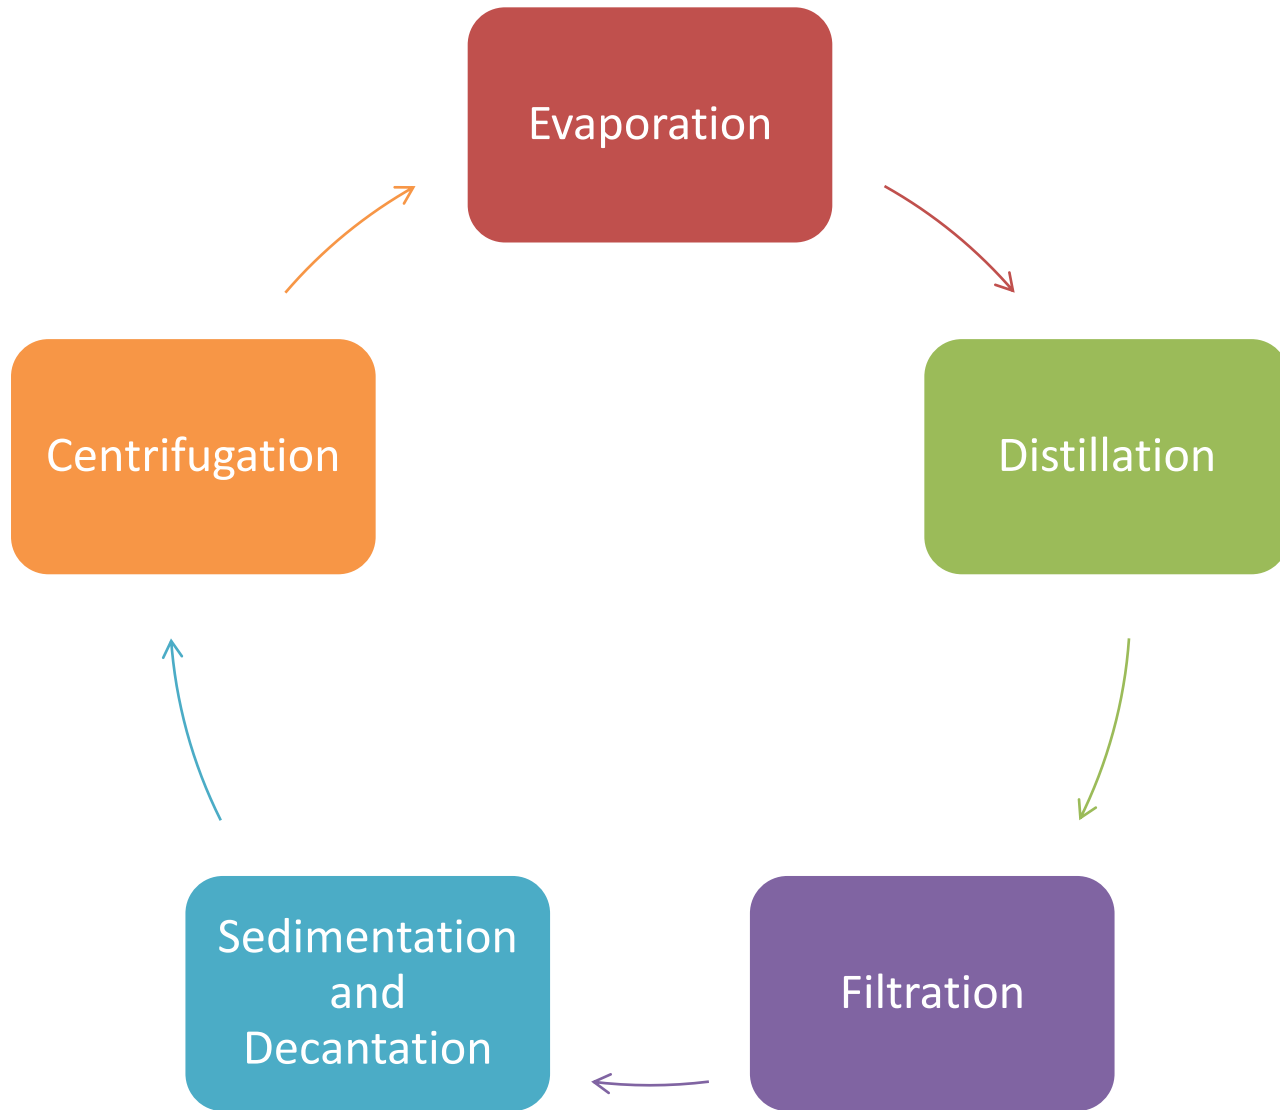 Evaporation
Distillation
Filtration
Sedimentation
and
Decantation
Centrifugation